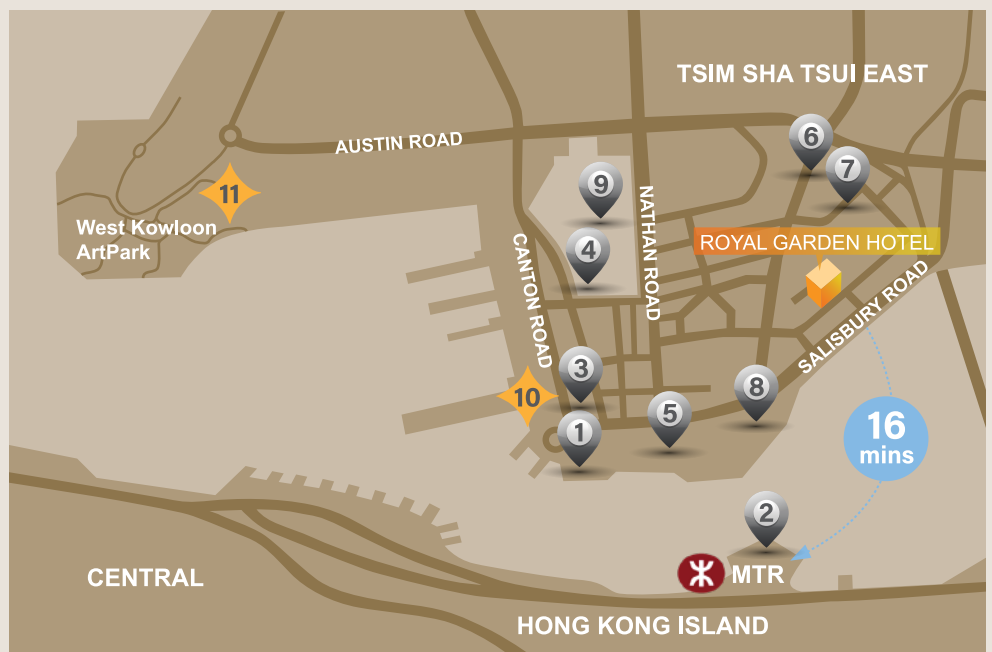 TSIM SHA TSUI EAST
6
AUSTIN ROAD
7
9
11
NATHAN ROAD
West Kowloon
ArtPark
CANTON ROAD
4
ROYAL GARDEN HOTEL
SALISBURY ROAD
3
10
8
5
1
16
mins
2
MTR
CENTRAL
HONG KONG ISLAND